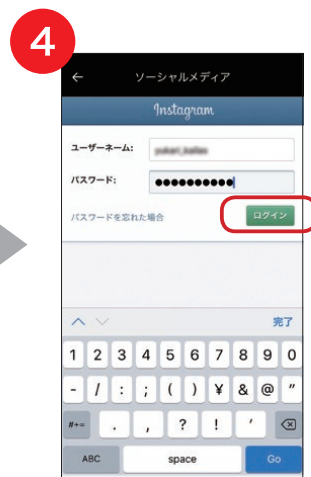 4
← ソーシャルメディア
Instagram
ユーザーネーム:
パスワード: ●●●●●●●●●●
パスワードを忘れた場合 ログイン
完了
1 2 3 4 5 6 7 8 9 0
- / : ; ( ) ¥ & @ "
#+= . , ? ! '
ABC space Go